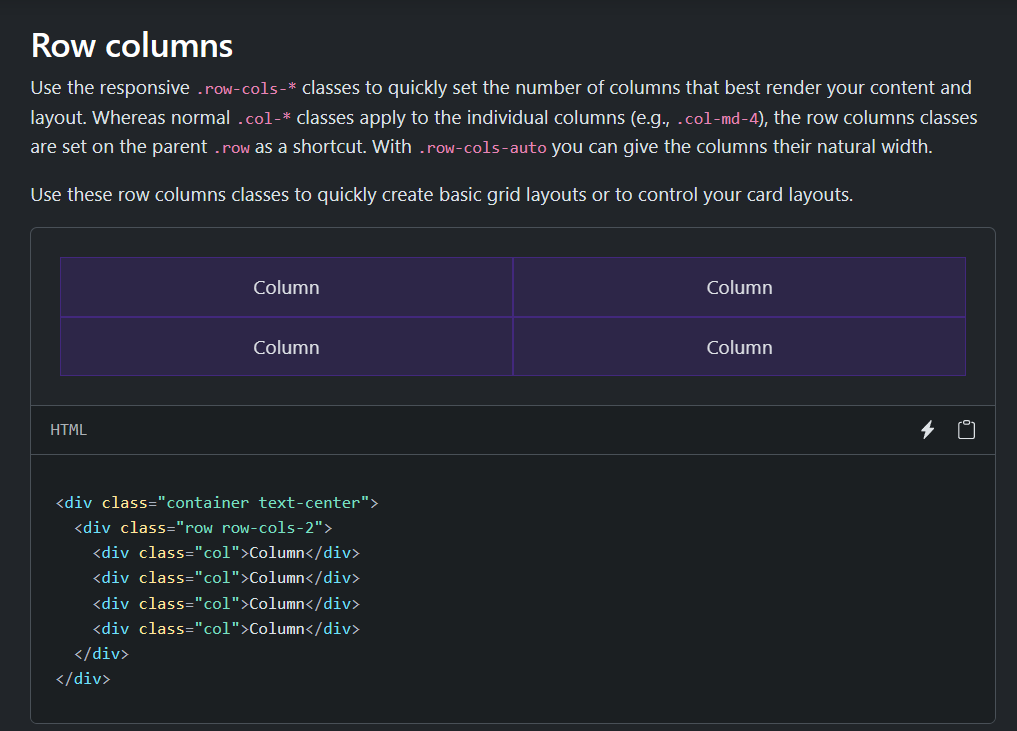 Row columns
Use the responsive .row-cols-* classes to quickly set the number of columns that best render your content and
layout. Whereas normal .col-* classes apply to the individual columns (e.g., .col-md-4), the row columns classes
are set on the parent .row as a shortcut. With .row-cols-auto you can give the columns their natural width.
Use these row columns classes to quickly create basic grid layouts or to control your card layouts.
Column Column
Column Column
HTML
<div class="container text-center">
  <div class="row row-cols-2">
    <div class="col">Column</div>
    <div class="col">Column</div>
    <div class="col">Column</div>
    <div class="col">Column</div>
  </div>
</div>